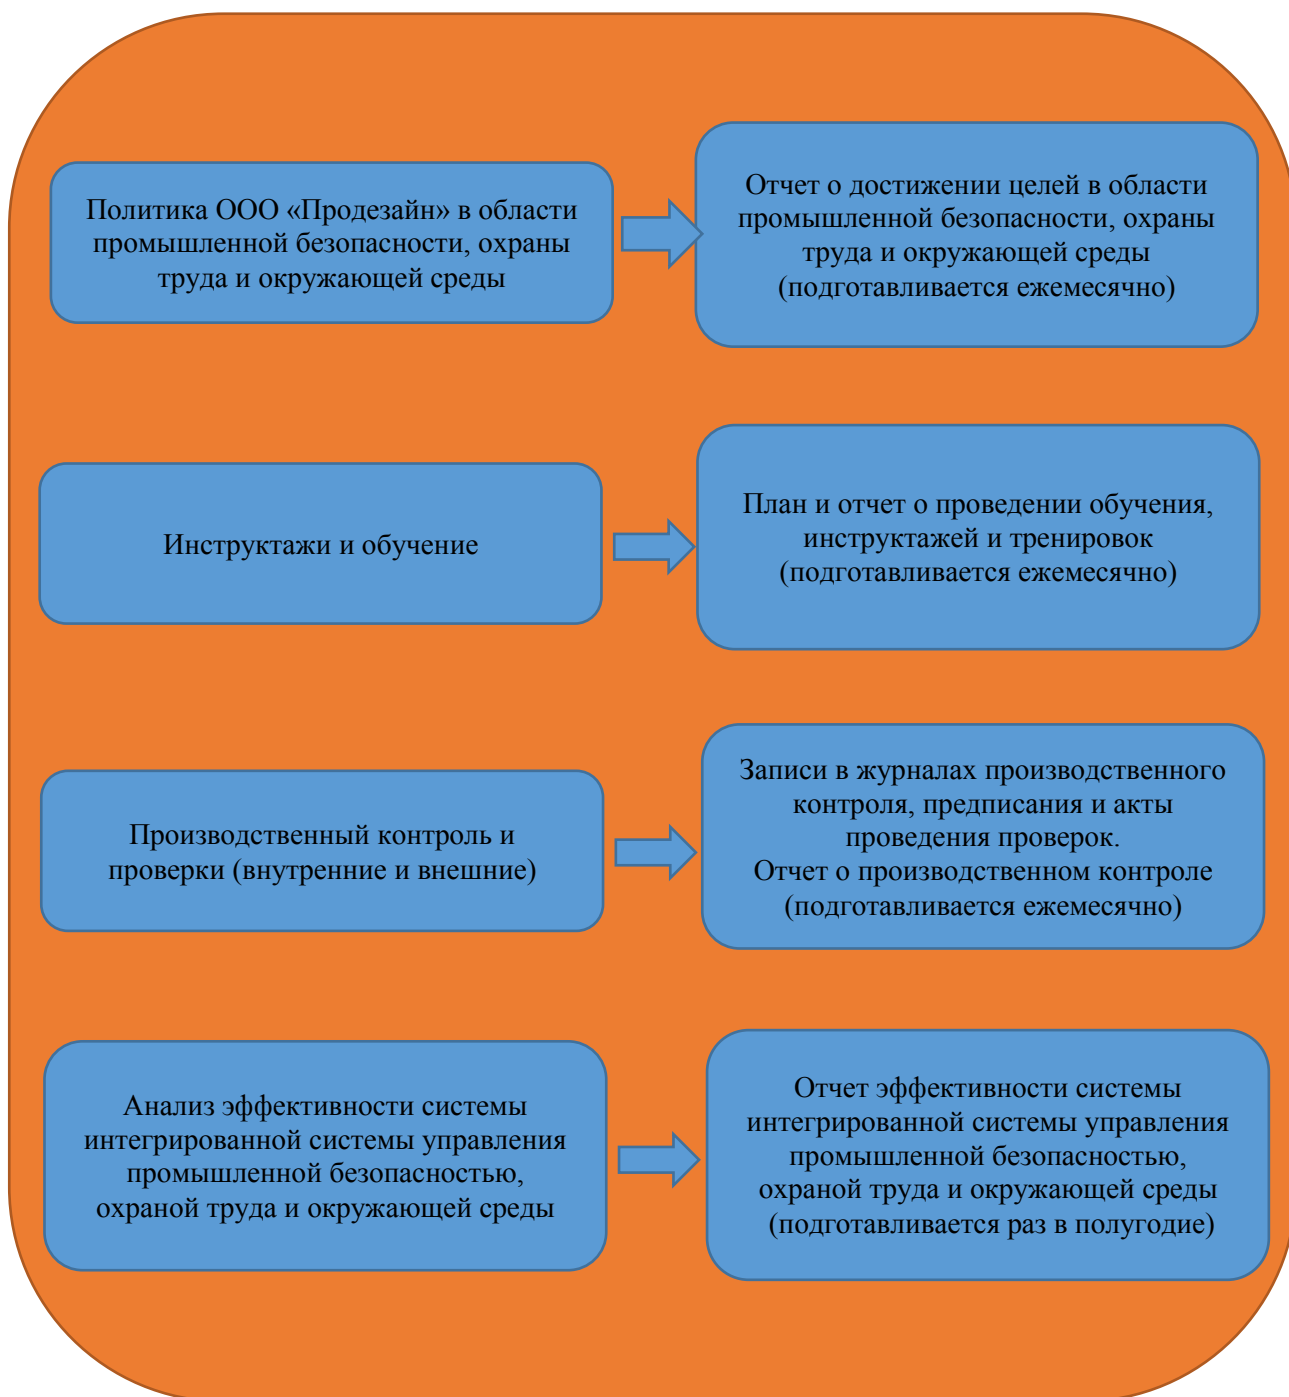 Политика ООО «Продезайн» в области
промышленной безопасности, охраны
труда и окружающей среды
Отчет о достижении целей в области
промышленной безопасности, охраны
труда и окружающей среды
(подготавливается ежемесячно)
Инструктажи и обучение
План и отчет о проведении обучения,
инструктажей и тренировок
(подготавливается ежемесячно)
Производственный контроль и
проверки (внутренние и внешние)
Записи в журналах производственного
контроля, предписания и акты
проведения проверок.
Отчет о производственном контроле
(подготавливается ежемесячно)
Анализ эффективности системы
интегрированной системы управления
промышленной безопасностью,
охраной труда и окружающей среды
Отчет эффективности системы
интегрированной системы управления
промышленной безопасностью,
охраной труда и окружающей среды
(подготавливается раз в полугодие)